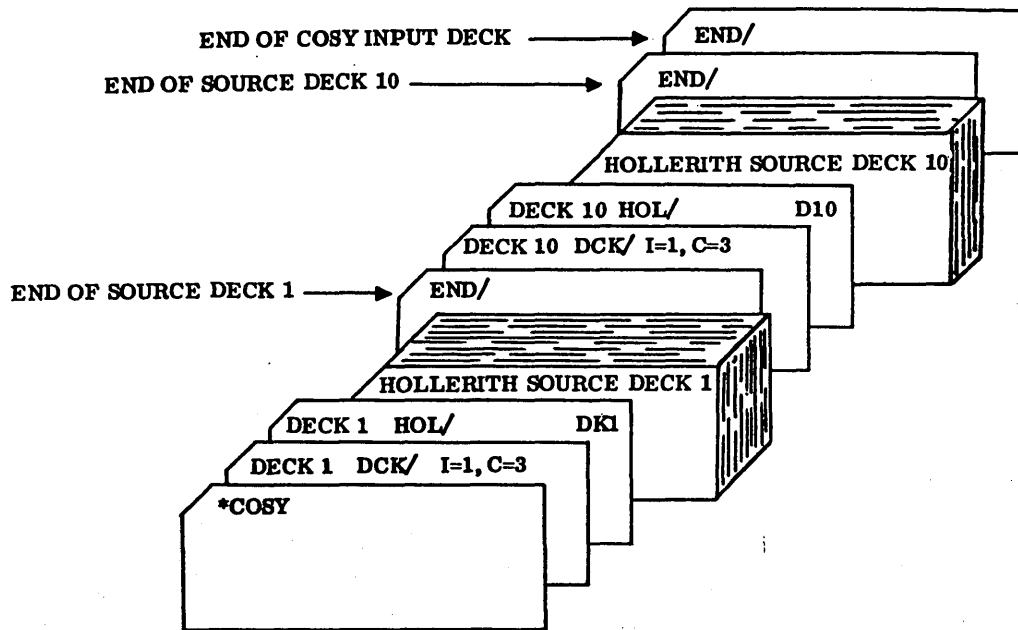 END OF COSY INPUT DECK
END/
END OF SOURCE DECK 10
END/
HOLLERITH SOURCE DECK 10
DECK 10 HOL/ D10
DECK 10 DCK/ I=1, C=3
END OF SOURCE DECK 1
END/
HOLLERITH SOURCE DECK 1
DECK 1 HOL/ DK1
DECK 1 DCK/ I=1, C=3
*COSY